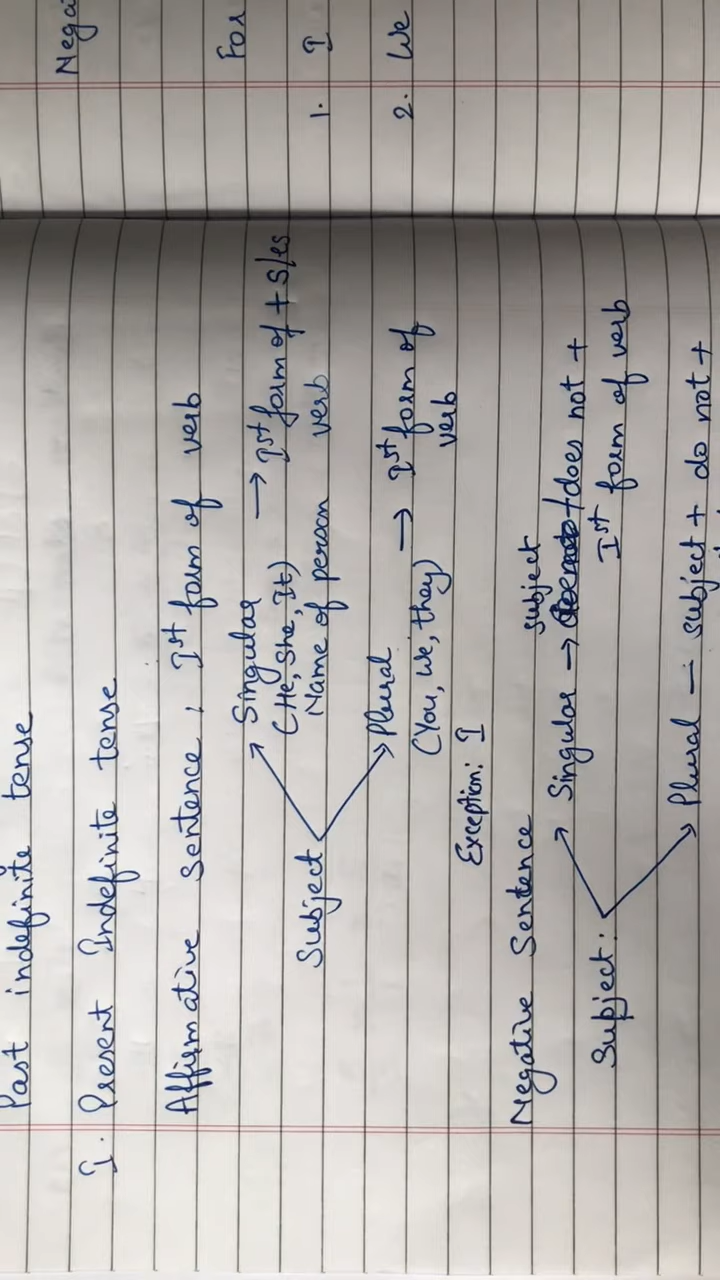 Past indefinite tense
I. Present Indefinite tense
Affirmative Sentence : Ist form of verb
Subject
Singular → Ist form of + s/es
(He, She, It) verb
Name of person
Plural → Ist form of
(You, We, they) verb
Exception: I
Negative Sentence
Subject:
subject
Singular → + does not +
Ist form of verb
Plural — subject + do not +
Nega
For
1. I
2. We